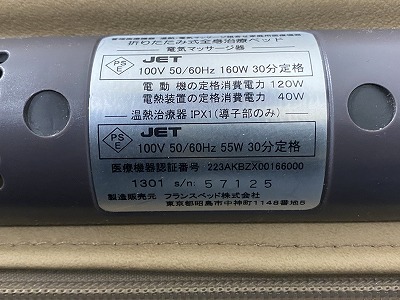 折りたたみ式全巻治療ベッド
電気マッサージ器
PSE JET
100V 50/60Hz 160W 30分定格
電動機の定格消費電力 120W
電熱装置の定格消費電力 40W
温熱治療器 IPX1(導子部のみ)
PSE JET
100V 50/60Hz 55W 30分定格
医療機器認証番号 223AKBZX00166000
1301 s/n: 57125
製造販売元 フランスベッド株式会社
東京都昭島市中神町1148番地5